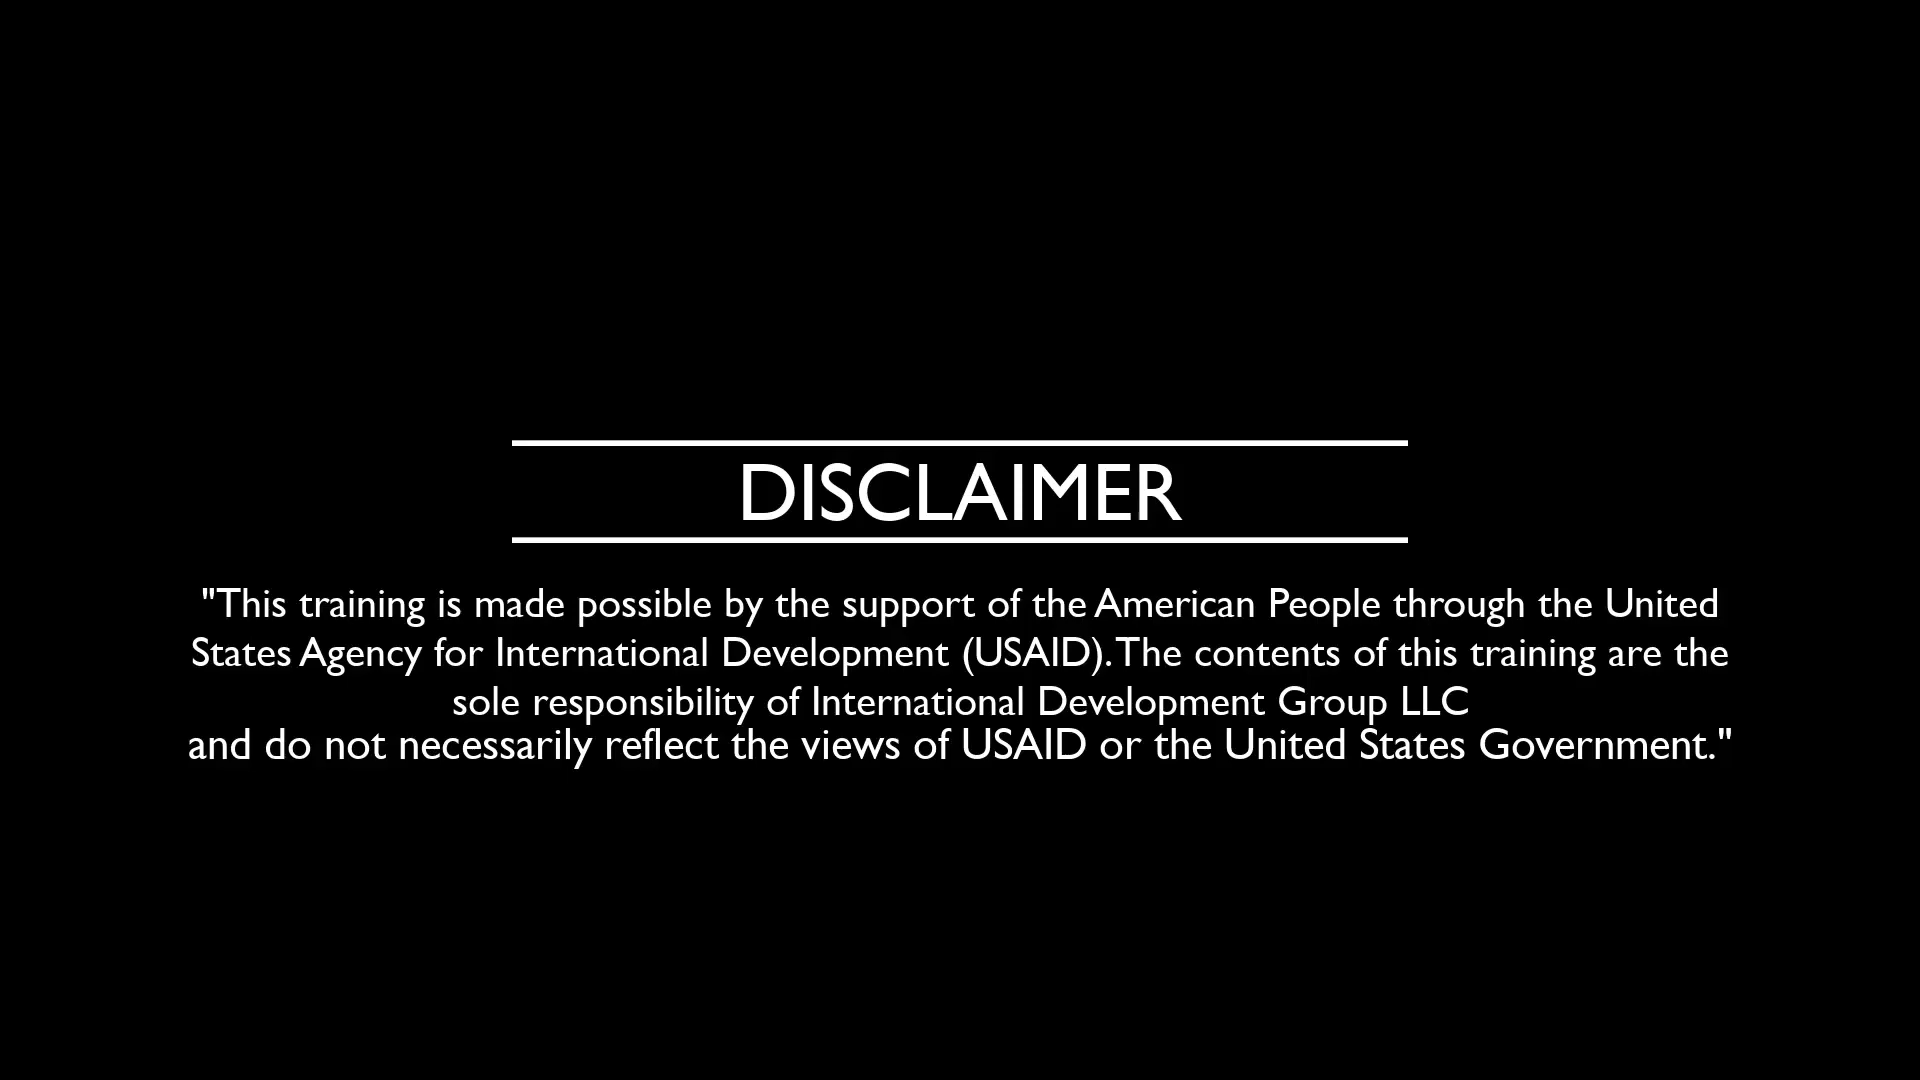 DISCLAIMER
"This training is made possible by the support of the American People through the United
States Agency for International Development (USAID). The contents of this training are the
sole responsibility of International Development Group LLC
and do not necessarily reflect the views of USAID or the United States Government."